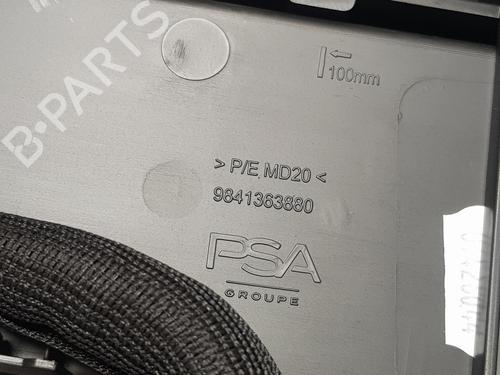 B-PARTS
100mm
> P/E MD20 <
9841363880
PSA
GROUPE